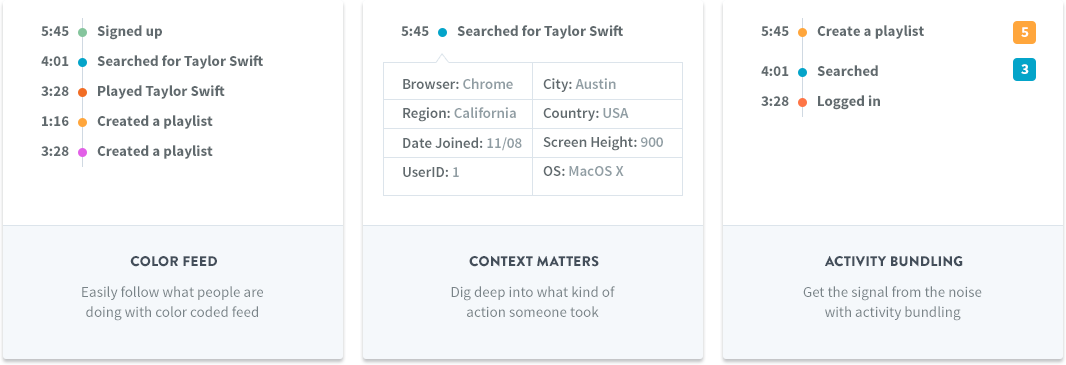 5:45 Signed up
4:01 Searched for Taylor Swift
3:28 Played Taylor Swift
1:16 Created a playlist
3:28 Created a playlist
COLOR FEED
Easily follow what people are
doing with color coded feed
5:45 Searched for Taylor Swift
Browser: Chrome City: Austin
Region: California Country: USA
Date Joined: 11/08 Screen Height: 900
UserID: 1 OS: MacOS X
CONTEXT MATTERS
Dig deep into what kind of
action someone took
5:45 Create a playlist 5
4:01 Searched 3
3:28 Logged in
ACTIVITY BUNDLING
Get the signal from the noise
with activity bundling